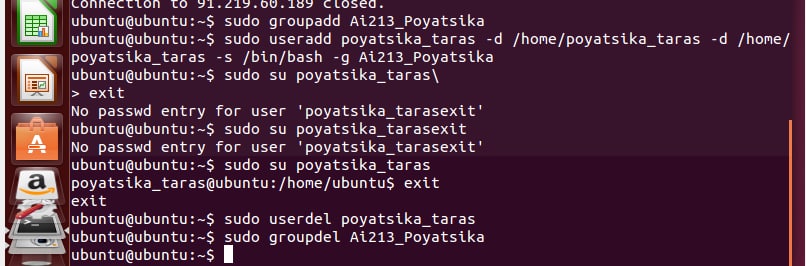 Connection to 91.219.60.189 closed.
ubuntu@ubuntu:~$ sudo groupadd Ai213_Poyatsika
ubuntu@ubuntu:~$ sudo useradd poyatsika_taras -d /home/poyatsika_taras -d /home/
poyatsika_taras -s /bin/bash -g Ai213_Poyatsika
ubuntu@ubuntu:~$ sudo su poyatsika_taras\
> exit
No passwd entry for user 'poyatsika_tarasexit'
ubuntu@ubuntu:~$ sudo su poyatsika_tarasexit
No passwd entry for user 'poyatsika_tarasexit'
ubuntu@ubuntu:~$ sudo su poyatsika_taras
poyatsika_taras@ubuntu:/home/ubuntu$ exit
exit
ubuntu@ubuntu:~$ sudo userdel poyatsika_taras
ubuntu@ubuntu:~$ sudo groupdel Ai213_Poyatsika
ubuntu@ubuntu:~$